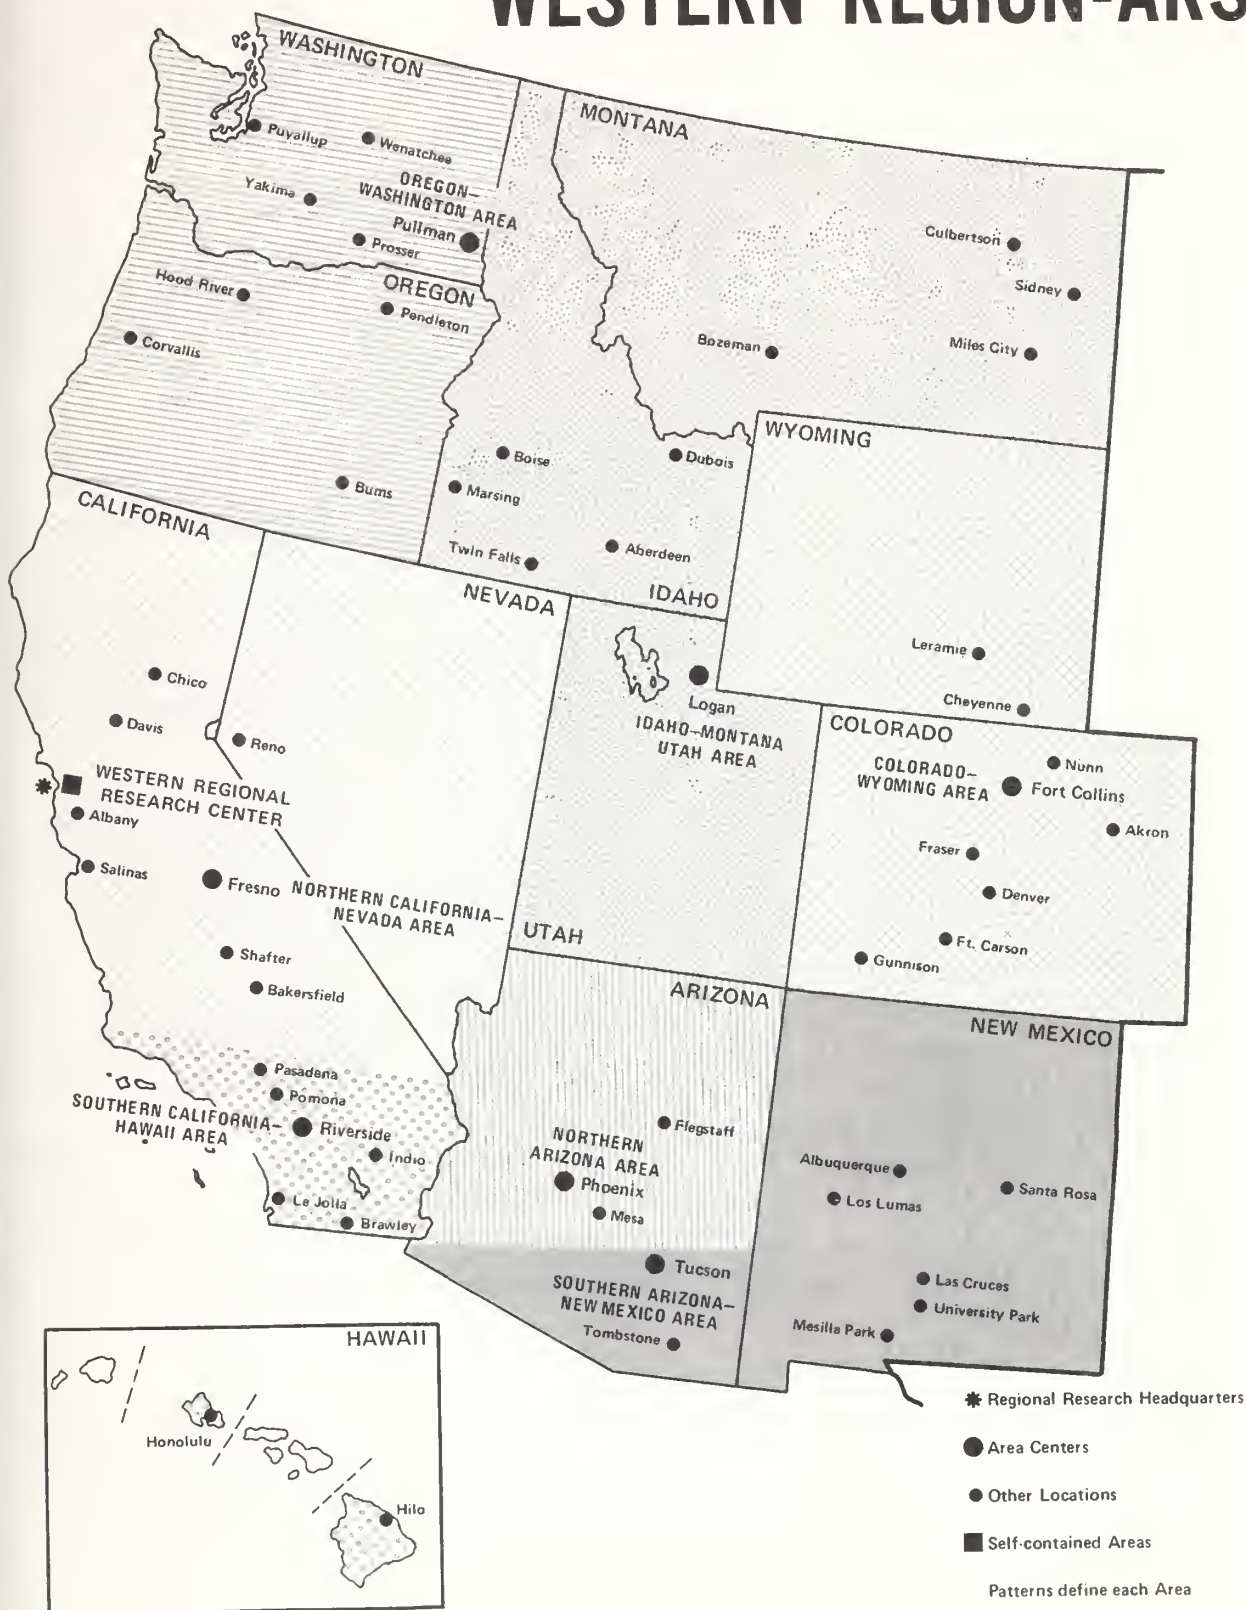 WESTERN REGION-ARS
WASHINGTON
Puyallup
Wenatchee
Yakima
OREGON-
WASHINGTON AREA
Pullman
Prosser
MONTANA
Culbertson
Sidney
Bozeman
Miles City
Hood River
OREGON
Pendleton
Corvallis
Burns
WYOMING
Boise
Dubois
Marsing
Twin Falls
Aberdeen
IDAHO
CALIFORNIA
NEVADA
Leramie
Cheyenne
Chico
Davis
Reno
Logan
IDAHO-MONTANA
UTAH AREA
COLORADO
COLORADO-
WYOMING AREA
Nunn
Fort Collins
Akron
Fraser
Denver
Ft. Carson
Gunnison
WESTERN REGIONAL
RESEARCH CENTER
Albany
Salinas
Fresno
NORTHERN CALIFORNIA-
NEVADA AREA
Shafter
Bakersfield
UTAH
ARIZONA
NEW MEXICO
Pasadena
Pomona
SOUTHERN CALIFORNIA-
HAWAII AREA
Riverside
Indio
Le Jolla
Brawley
Flegstaff
NORTHERN
ARIZONA AREA
Phoenix
Mesa
Albuquerque
Los Lumas
Santa Rosa
Tucson
SOUTHERN ARIZONA-
NEW MEXICO AREA
Tombstone
Las Cruces
University Park
Mesilla Park
HAWAII
Honolulu
Hilo
Regional Research Headquarters
Area Centers
Other Locations
Self-contained Areas
Patterns define each Area